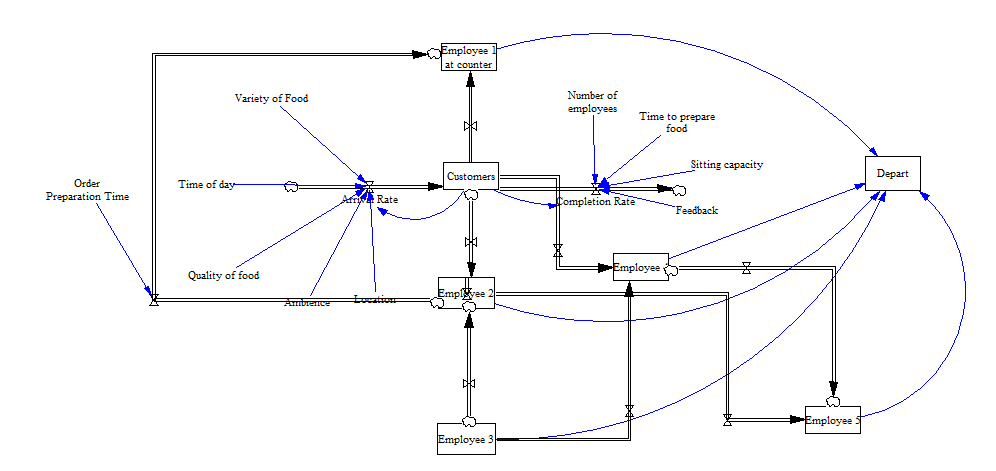 Employee 1
at counter
Variety of Food
Number of
employees
Time to prepare
food
Sitting capacity
Depart
Customers
Order
Preparation Time
Time of day
Arrival Rate
Completion Rate
Feedback
Quality of food
Employee
Ambience
Location
Employee 2
Employee 3
Employee 5